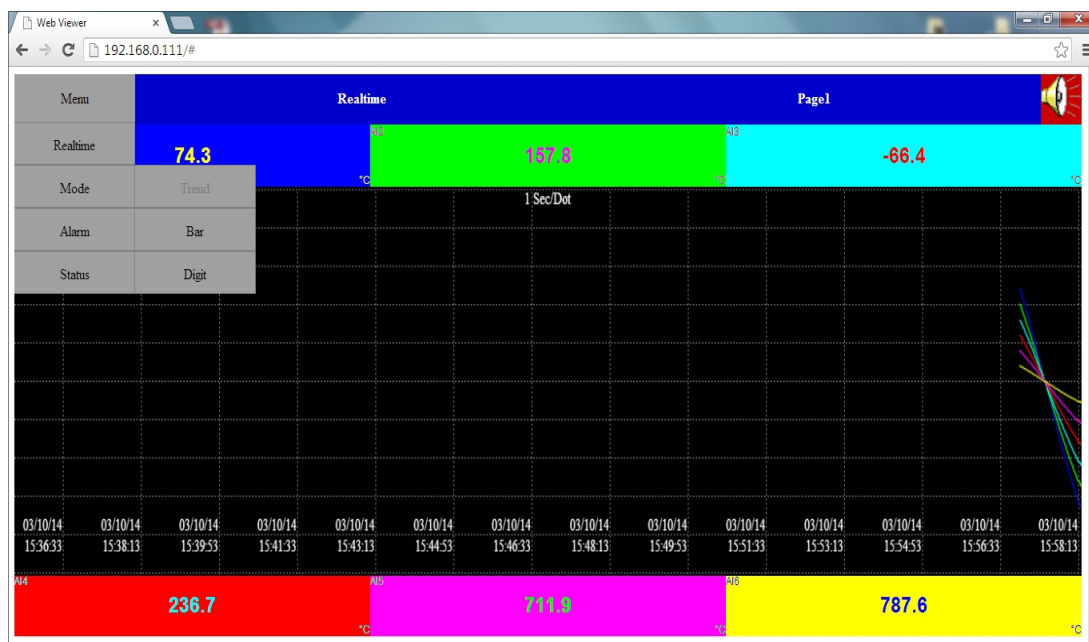 Web Viewer
192.168.0.111/#
Menu
Realtime
Page1
Realtime
74.3
°C
AI2
157.8
°C
AI3
-66.4
°C
Mode
Trend
1 Sec/Dot
Alarm
Bar
Status
Digit
03/10/14 03/10/14 03/10/14 03/10/14 03/10/14 03/10/14 03/10/14 03/10/14 03/10/14 03/10/14 03/10/14 03/10/14 03/10/14 03/10/14
15:36:33 15:38:13 15:39:53 15:41:33 15:43:13 15:44:53 15:46:33 15:48:13 15:49:53 15:51:33 15:53:13 15:54:53 15:56:33 15:58:13
AI4
236.7
°C
AI5
711.9
°C
AI6
787.6
°C